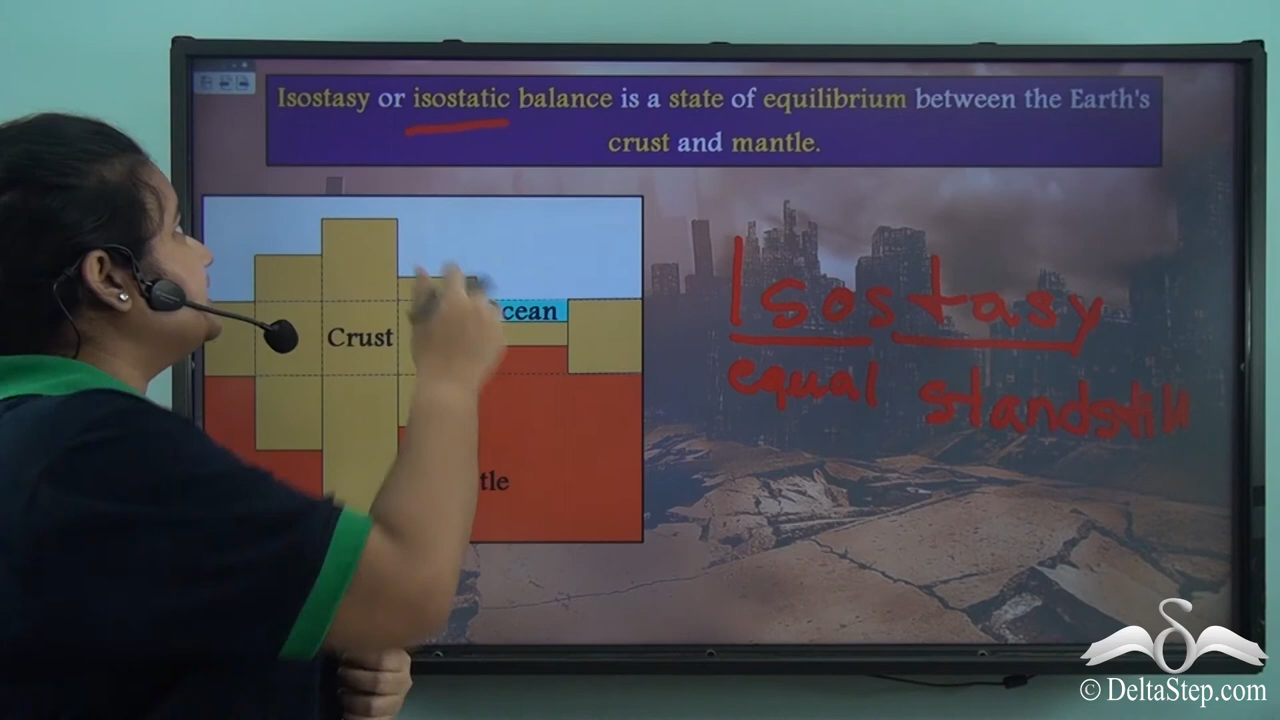 Isostasy or isostatic balance is a state of equilibrium between the Earth's
crust and mantle.
Isostasy
equal standstill
Crust
cean
tle
© DeltaStep.com